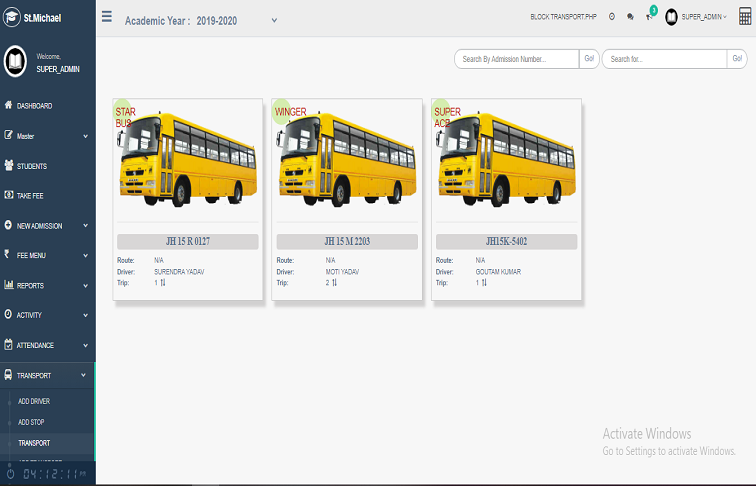 St.Michael
Academic Year : 2019-2020
BLOCK.TRANSPORT.PHP
3
SUPER_ADMIN
Welcome,
SUPER_ADMIN
Search By Admission Number...
Go!
Search for...
Go!
DASHBOARD
Master
STUDENTS
TAKE FEE
NEW ADMISSION
FEE MENU
REPORTS
ACTIVITY
ATTENDANCE
TRANSPORT
ADD DRIVER
ADD STOP
TRANSPORT
04:12:11
STAR
BUS
JH 15 R 0127
Route: N/A
Driver: SURENDRA YADAV
Trip: 1
WINGER
JH 15 M 2203
Route: N/A
Driver: MOTI YADAV
Trip: 2
SUPER
ACE
JH15K-5402
Route: N/A
Driver: GOUTAM KUMAR
Trip: 1
Activate Windows
Go to Settings to activate Windows.